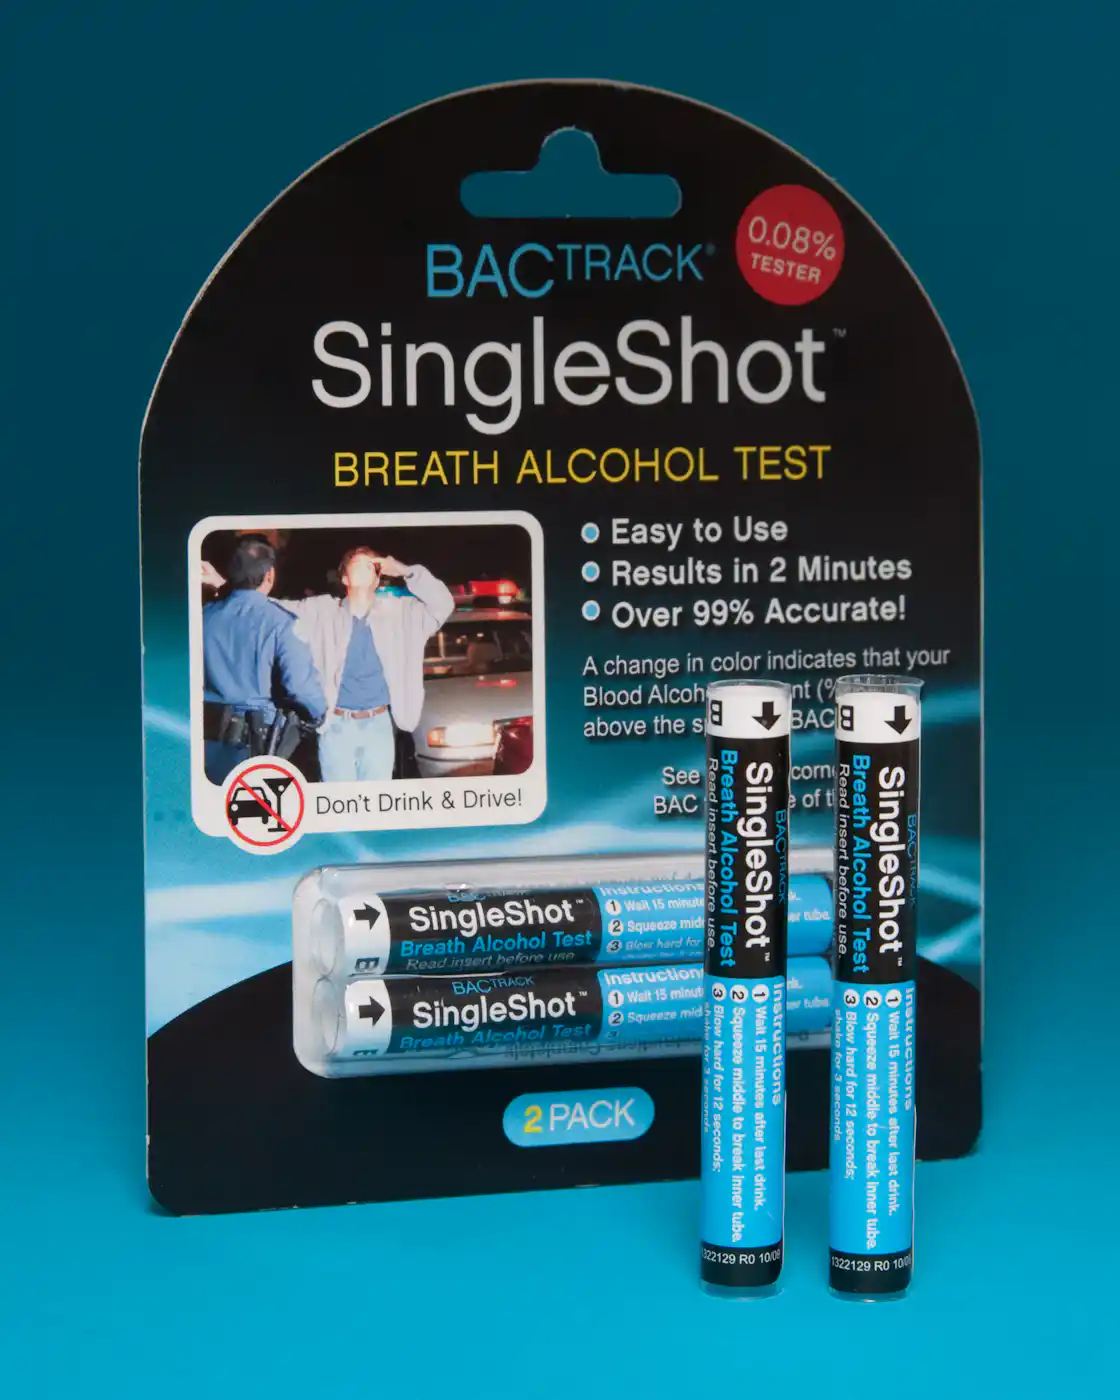 0.08%
TESTER
BACTRACK®
SingleShot™
BREATH ALCOHOL TEST
Easy to Use
Results in 2 Minutes
Over 99% Accurate!
A change in color indicates that your
Blood
above the
See
BAC
Don't Drink & Drive!
BACTRACK
SingleShot™
Breath Alcohol Test
Read insert before use
Instructions
1 Wait 15
2 Squeeze
3 Blow hard for
BACTRACK
SingleShot™
Breath Alcohol Test
Instructions
1 Wait 15
2 Squeeze
2 PACK
B
BACTRACK
SingleShot™
Breath Alcohol Test
Read insert before use.
Instructions
1 Wait 15 minutes after last drink.
2 Squeeze middle to break inner tube.
3 Blow hard for 12 seconds;
shake for 3 seconds.
1322129 R0 10/09
B
BACTRACK
SingleShot™
Breath Alcohol Test
Read insert before use.
Instructions
1 Wait 15 minutes after last drink.
2 Squeeze middle to break inner tube.
3 Blow hard for 12 seconds;
shake for 3 seconds.
1322129 R0 10/09